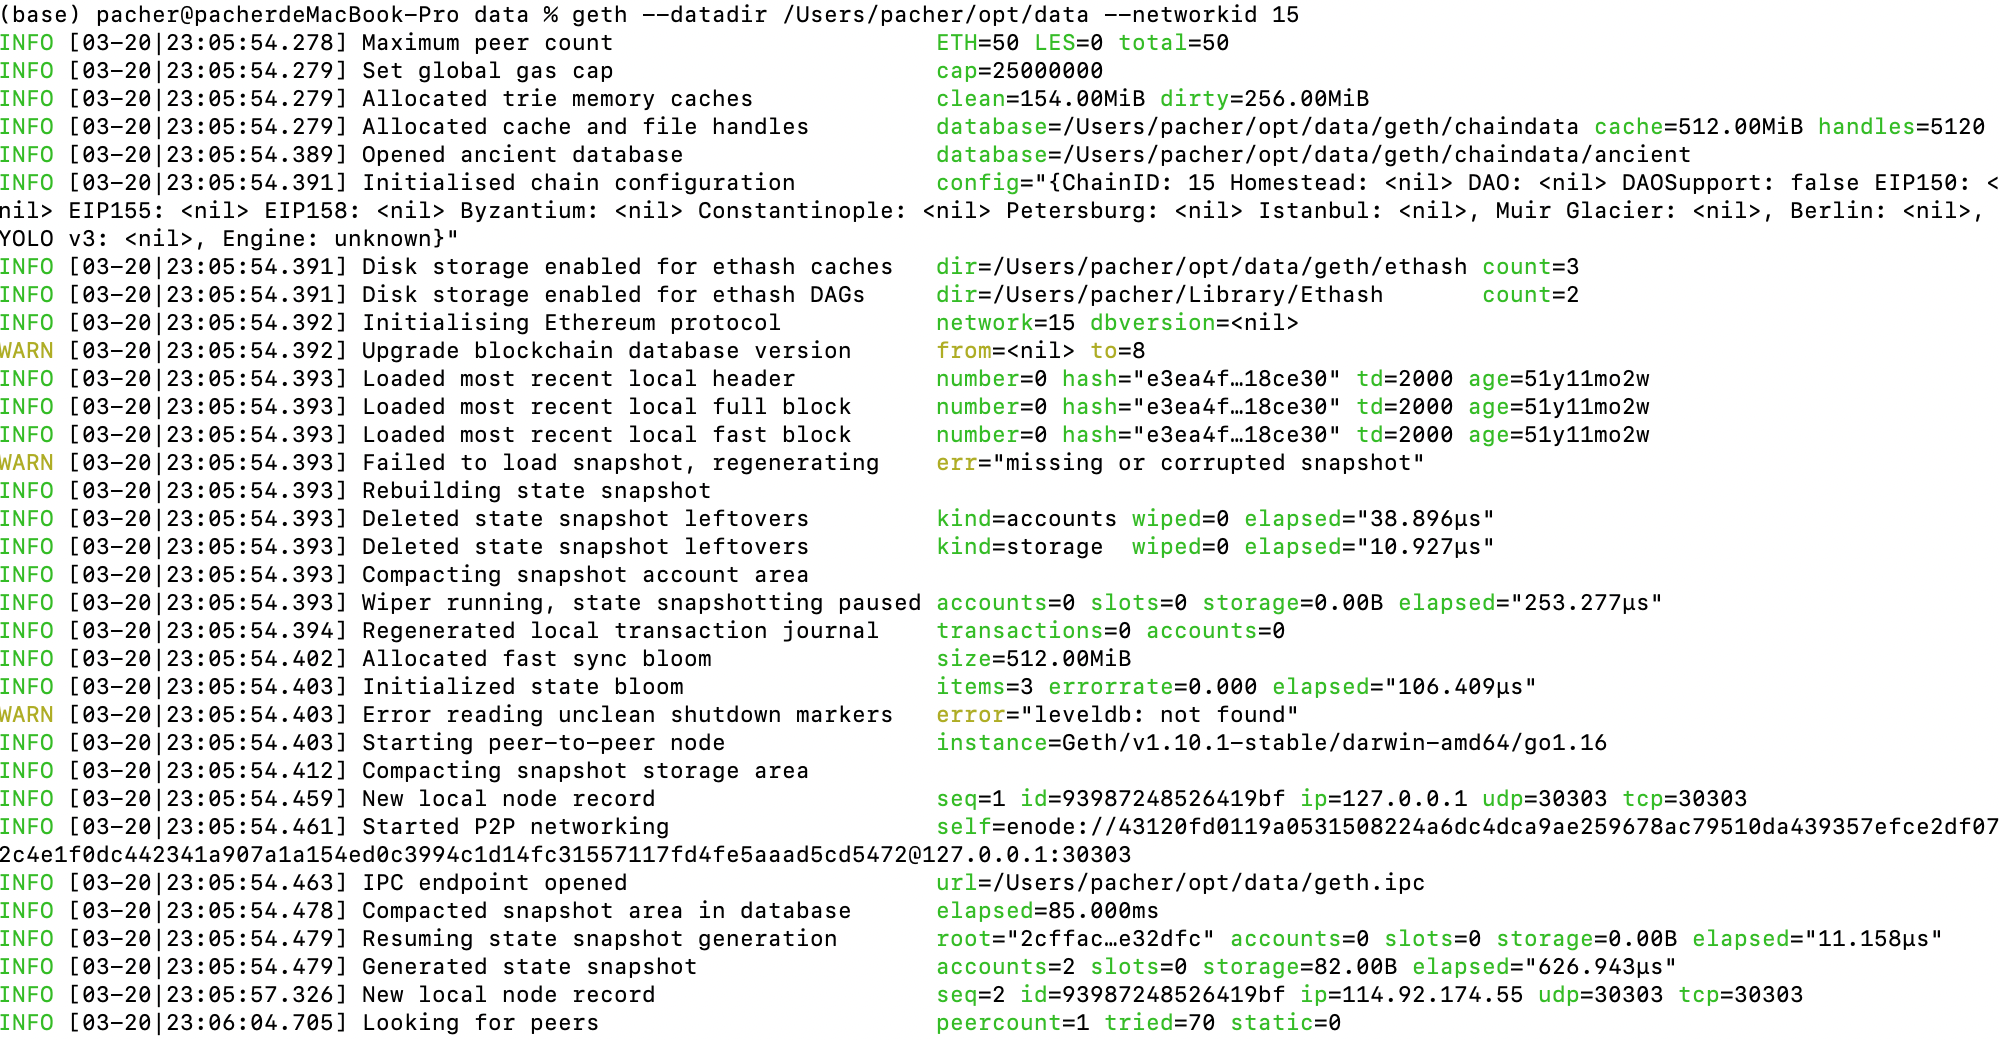 (base) pacher@pacherdeMacBook-Pro data % geth --datadir /Users/pacher/opt/data --networkid 15
INFO [03-20|23:05:54.278] Maximum peer count                       ETH=50 LES=0 total=50
INFO [03-20|23:05:54.279] Set global gas cap                       cap=25000000
INFO [03-20|23:05:54.279] Allocated trie memory caches             clean=154.00MiB dirty=256.00MiB
INFO [03-20|23:05:54.279] Allocated cache and file handles         database=/Users/pacher/opt/data/geth/chaindata cache=512.00MiB handles=5120
INFO [03-20|23:05:54.389] Opened ancient database                  database=/Users/pacher/opt/data/geth/chaindata/ancient
INFO [03-20|23:05:54.391] Initialised chain configuration          config="{ChainID: 15 Homestead: <nil> DAO: <nil> DAOSupport: false EIP150: <
nil> EIP155: <nil> EIP158: <nil> Byzantium: <nil> Constantinople: <nil> Petersburg: <nil> Istanbul: <nil>, Muir Glacier: <nil>, Berlin: <nil>,
YOLO v3: <nil>, Engine: unknown}"
INFO [03-20|23:05:54.391] Disk storage enabled for ethash caches   dir=/Users/pacher/opt/data/geth/ethash count=3
INFO [03-20|23:05:54.391] Disk storage enabled for ethash DAGs     dir=/Users/pacher/Library/Ethash       count=2
INFO [03-20|23:05:54.392] Initialising Ethereum protocol           network=15 dbversion=<nil>
WARN [03-20|23:05:54.392] Upgrade blockchain database version      from=<nil> to=8
INFO [03-20|23:05:54.393] Loaded most recent local header          number=0 hash="e3ea4f…18ce30" td=2000 age=51y11mo2w
INFO [03-20|23:05:54.393] Loaded most recent local full block      number=0 hash="e3ea4f…18ce30" td=2000 age=51y11mo2w
INFO [03-20|23:05:54.393] Loaded most recent local fast block      number=0 hash="e3ea4f…18ce30" td=2000 age=51y11mo2w
WARN [03-20|23:05:54.393] Failed to load snapshot, regenerating    err="missing or corrupted snapshot"
INFO [03-20|23:05:54.393] Rebuilding state snapshot
INFO [03-20|23:05:54.393] Deleted state snapshot leftovers         kind=accounts wiped=0 elapsed="38.896µs"
INFO [03-20|23:05:54.393] Deleted state snapshot leftovers         kind=storage  wiped=0 elapsed="10.927µs"
INFO [03-20|23:05:54.393] Compacting snapshot account area
INFO [03-20|23:05:54.393] Wiper running, state snapshotting paused accounts=0 slots=0 storage=0.00B elapsed="253.277µs"
INFO [03-20|23:05:54.394] Regenerated local transaction journal    transactions=0 accounts=0
INFO [03-20|23:05:54.402] Allocated fast sync bloom                size=512.00MiB
INFO [03-20|23:05:54.403] Initialized state bloom                  items=3 errorrate=0.000 elapsed="106.409µs"
WARN [03-20|23:05:54.403] Error reading unclean shutdown markers   error="leveldb: not found"
INFO [03-20|23:05:54.403] Starting peer-to-peer node               instance=Geth/v1.10.1-stable/darwin-amd64/go1.16
INFO [03-20|23:05:54.412] Compacting snapshot storage area
INFO [03-20|23:05:54.459] New local node record                    seq=1 id=93987248526419bf ip=127.0.0.1 udp=30303 tcp=30303
INFO [03-20|23:05:54.461] Started P2P networking                   self=enode://43120fd0119a0531508224a6dc4dca9ae259678ac79510da439357efce2df07
2c4e1f0dc442341a907a1a154ed0c3994c1d14fc31557117fd4fe5aaad5cd5472@127.0.0.1:30303
INFO [03-20|23:05:54.463] IPC endpoint opened                      url=/Users/pacher/opt/data/geth.ipc
INFO [03-20|23:05:54.478] Compacted snapshot area in database      elapsed=85.000ms
INFO [03-20|23:05:54.479] Resuming state snapshot generation       root="2cffac…e32dfc" accounts=0 slots=0 storage=0.00B elapsed="11.158µs"
INFO [03-20|23:05:54.479] Generated state snapshot                 accounts=2 slots=0 storage=82.00B elapsed="626.943µs"
INFO [03-20|23:05:57.326] New local node record                    seq=2 id=93987248526419bf ip=114.92.174.55 udp=30303 tcp=30303
INFO [03-20|23:06:04.705] Looking for peers                        peercount=1 tried=70 static=0